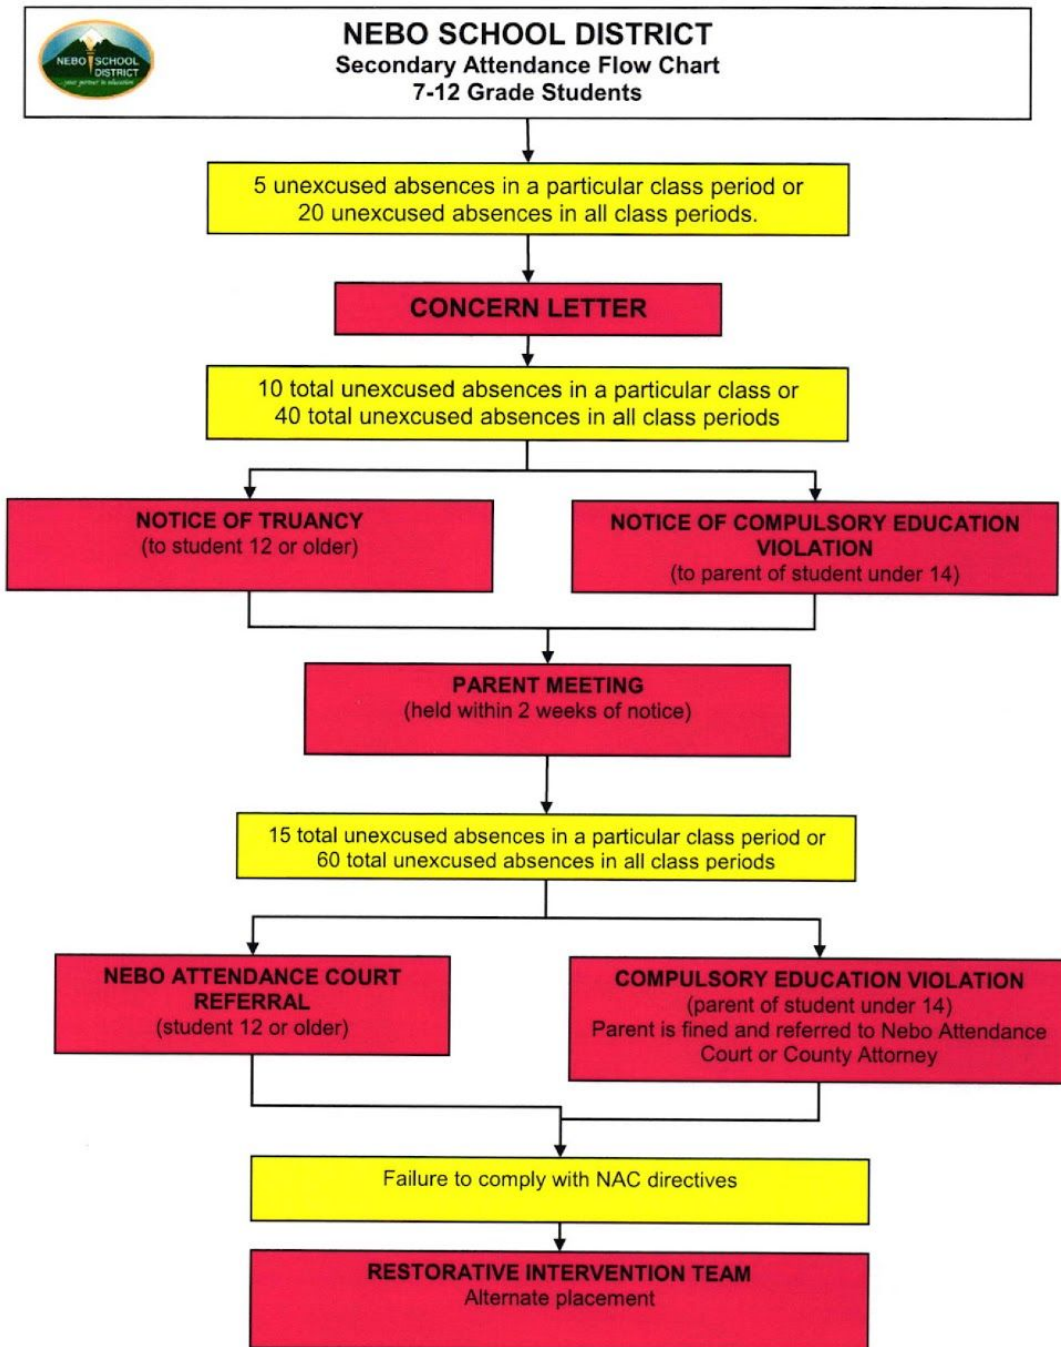 NEBO SCHOOL
DISTRICT
your partner in education
NEBO SCHOOL DISTRICT
Secondary Attendance Flow Chart
7-12 Grade Students
5 unexcused absences in a particular class period or
20 unexcused absences in all class periods.
CONCERN LETTER
10 total unexcused absences in a particular class or
40 total unexcused absences in all class periods
NOTICE OF TRUANCY
(to student 12 or older)
NOTICE OF COMPULSORY EDUCATION
VIOLATION
(to parent of student under 14)
PARENT MEETING
(held within 2 weeks of notice)
15 total unexcused absences in a particular class period or
60 total unexcused absences in all class periods
NEBO ATTENDANCE COURT
REFERRAL
(student 12 or older)
COMPULSORY EDUCATION VIOLATION
(parent of student under 14)
Parent is fined and referred to Nebo Attendance
Court or County Attorney
Failure to comply with NAC directives
RESTORATIVE INTERVENTION TEAM
Alternate placement